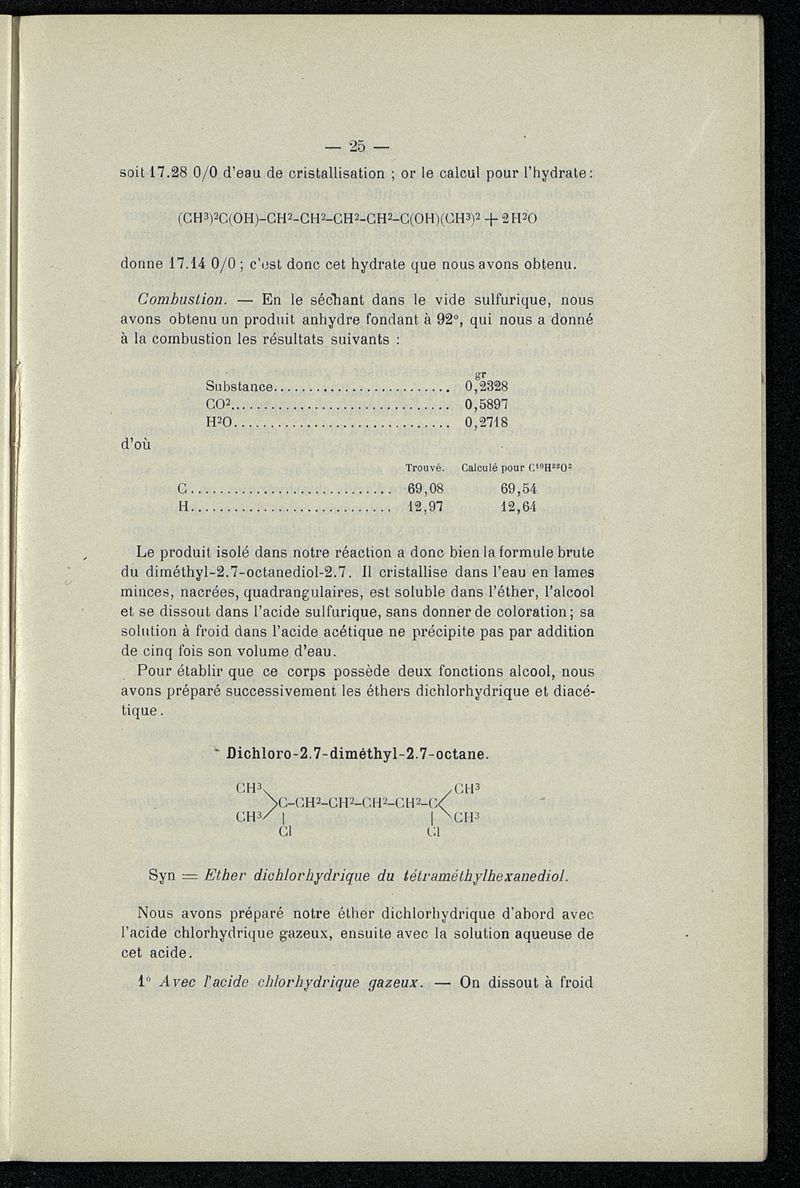 — 25 —
soit 17.28 0/0 d'eau de cristallisation ; or le calcul pour l'hydrate:
(CH³)²C(OH)-CH²-CH²-CH²-CH²-C(OH)(CH³)² + 2H²O
donne 17.14 0/0 ; c'est donc cet hydrate que nous avons obtenu.
Combustion. — En le séchant dans le vide sulfurique, nous
avons obtenu un produit anhydre fondant à 92°, qui nous a donné
à la combustion les résultats suivants :
gr
Substance......................... 0,2328
CO²............................... 0,5897
H²O............................... 0,2718
d'où
Trouvé. Calculé pour C¹⁰H²²O²
C............................ 69,08 69,54
H............................ 12,97 12,64
Le produit isolé dans notre réaction a donc bien la formule brute
du diméthyl-2.7-octanediol-2.7. Il cristallise dans l'eau en lames
minces, nacrées, quadrangulaires, est soluble dans l'éther, l'alcool
et se dissout dans l'acide sulfurique, sans donner de coloration; sa
solution à froid dans l'acide acétique ne précipite pas par addition
de cinq fois son volume d'eau.
Pour établir que ce corps possède deux fonctions alcool, nous
avons préparé successivement les éthers dichlorhydrique et diacé-
tique.
Dichloro-2.7-diméthyl-2.7-octane.
CH³ CH³
C-CH²-CH²-CH²-CH²-C
CH³ CH³
Cl Cl
Syn = Ether dichlorhydrique du tétraméthylhexanediol.
Nous avons préparé notre éther dichlorhydrique d'abord avec
l'acide chlorhydrique gazeux, ensuite avec la solution aqueuse de
cet acide.
1° Avec l'acide chlorhydrique gazeux. — On dissout à froid